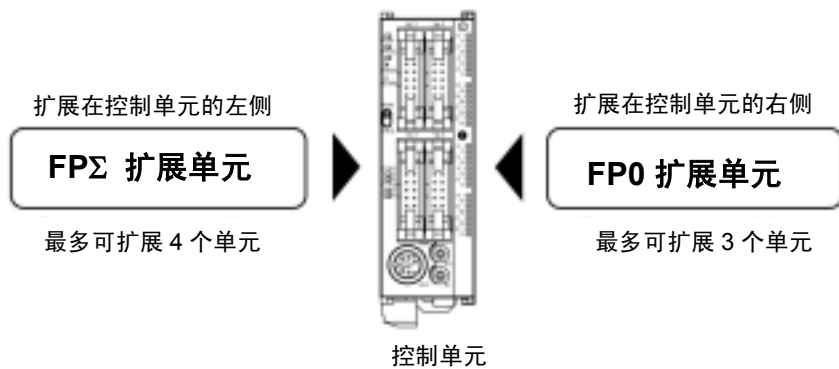 扩展在控制单元的左侧
FPΣ 扩展单元
最多可扩展 4 个单元
扩展在控制单元的右侧
FP0 扩展单元
最多可扩展 3 个单元
控制单元